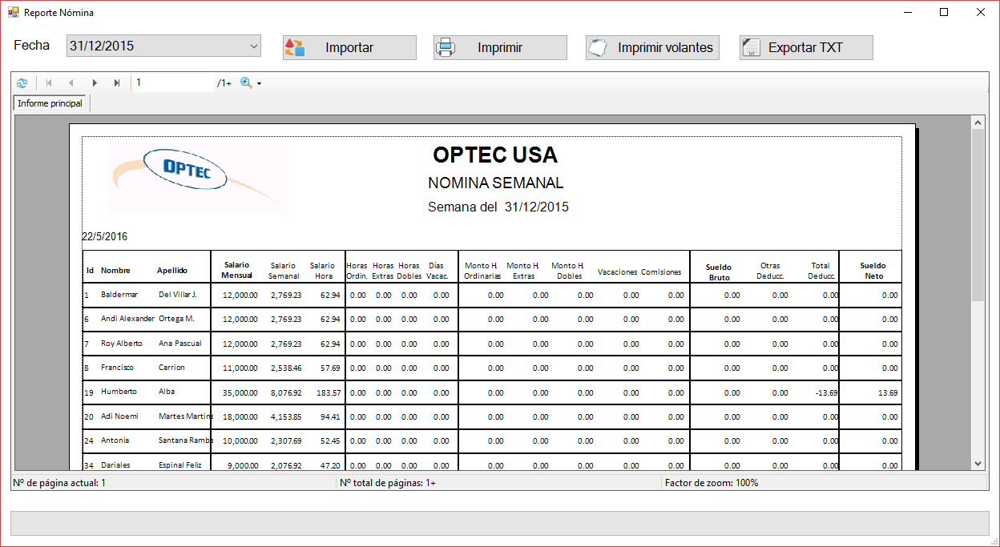 Reporte Nómina
Fecha 31/12/2015 Importar Imprimir Imprimir volantes Exportar TXT
1 /1+
Informe principal
OPTEC
OPTEC USA
NOMINA SEMANAL
Semana del 31/12/2015
22/5/2016
Id Nombre Apellido Salario Mensual Salario Semanal Salario Hora Horas Ordin. Horas Extras Horas Dobles Días Vacac. Monto H. Ordinarias Monto H. Extras Monto H. Dobles Vacaciones Comisiones Sueldo Bruto Otras Deducc. Total Deducc. Sueldo Neto
1 Baldermar Del Villar J. 12,000.00 2,769.23 62.94 0.00 0.00 0.00 0.00 0.00 0.00 0.00 0.00 0.00 0.00 0.00 0.00 0.00
6 Andi Alexander Ortega M. 12,000.00 2,769.23 62.94 0.00 0.00 0.00 0.00 0.00 0.00 0.00 0.00 0.00 0.00 0.00 0.00 0.00
7 Roy Alberto Ana Pascual 12,000.00 2,769.23 62.94 0.00 0.00 0.00 0.00 0.00 0.00 0.00 0.00 0.00 0.00 0.00 0.00 0.00
8 Francisco Carrion 11,000.00 2,538.46 57.69 0.00 0.00 0.00 0.00 0.00 0.00 0.00 0.00 0.00 0.00 0.00 0.00 0.00
19 Humberto Alba 35,000.00 8,076.92 183.57 0.00 0.00 0.00 0.00 0.00 0.00 0.00 0.00 0.00 0.00 0.00 -13.69 13.69
20 Adi Noemi Martes Martin 18,000.00 4,153.85 94.41 0.00 0.00 0.00 0.00 0.00 0.00 0.00 0.00 0.00 0.00 0.00 0.00 0.00
24 Antonia Santana Ramb 10,000.00 2,307.69 52.45 0.00 0.00 0.00 0.00 0.00 0.00 0.00 0.00 0.00 0.00 0.00 0.00 0.00
34 Dariales Espinal Feliz 9,000.00 2,076.92 47.20 0.00 0.00 0.00 0.00 0.00 0.00 0.00 0.00 0.00 0.00 0.00 0.00 0.00
Nº de página actual: 1 Nº total de páginas: 1+ Factor de zoom: 100%